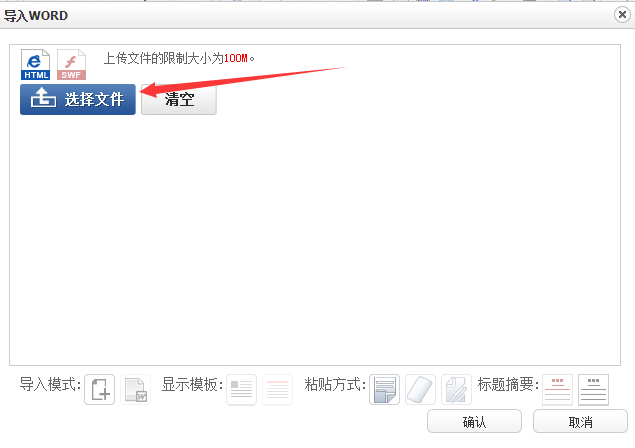 导入WORD
HTML SWF 上传文件的限制大小为100M。
选择文件 清空
导入模式: 显示模板: 粘贴方式: 标题摘要:
确认 取消